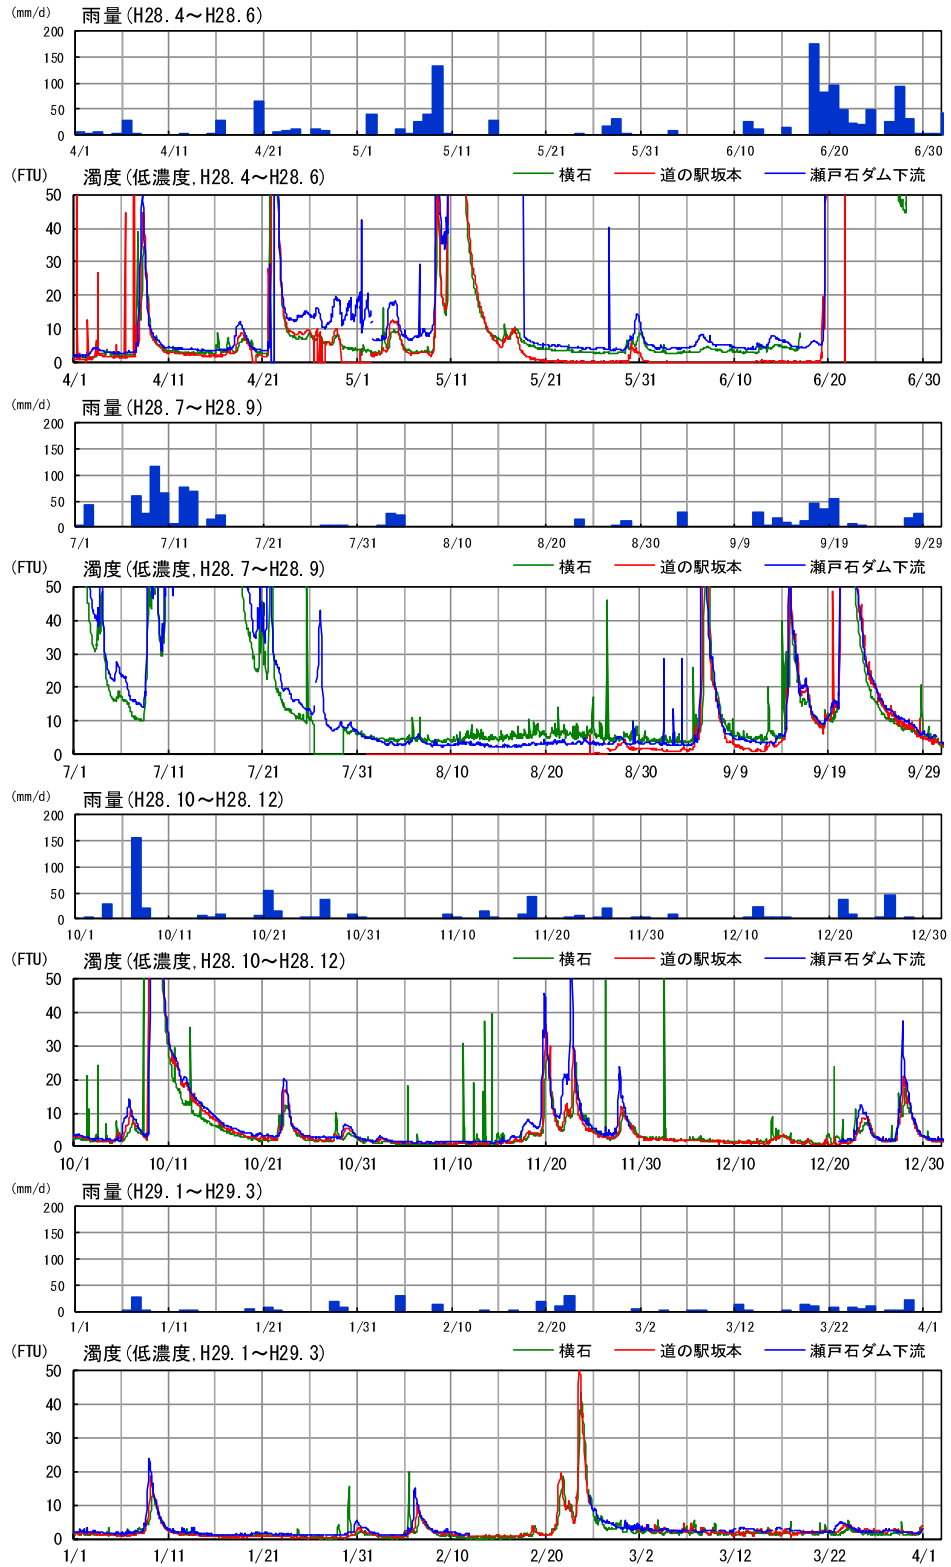 (mm/d) 雨量(H28.4～H28.6)
200
150
100
50
0
4/1 4/11 4/21 5/1 5/11 5/21 5/31 6/10 6/20 6/30
(FTU) 濁度(低濃度,H28.4～H28.6) 横石 道の駅坂本 瀬戸石ダム下流
50
40
30
20
10
0
4/1 4/11 4/21 5/1 5/11 5/21 5/31 6/10 6/20 6/30
(mm/d) 雨量(H28.7～H28.9)
200
150
100
50
0
7/1 7/11 7/21 7/31 8/10 8/20 8/30 9/9 9/19 9/29
(FTU) 濁度(低濃度,H28.7～H28.9) 横石 道の駅坂本 瀬戸石ダム下流
50
40
30
20
10
0
7/1 7/11 7/21 7/31 8/10 8/20 8/30 9/9 9/19 9/29
(mm/d) 雨量(H28.10～H28.12)
200
150
100
50
0
10/1 10/11 10/21 10/31 11/10 11/20 11/30 12/10 12/20 12/30
(FTU) 濁度(低濃度,H28.10～H28.12) 横石 道の駅坂本 瀬戸石ダム下流
50
40
30
20
10
0
10/1 10/11 10/21 10/31 11/10 11/20 11/30 12/10 12/20 12/30
(mm/d) 雨量(H29.1～H29.3)
200
150
100
50
0
1/1 1/11 1/21 1/31 2/10 2/20 3/2 3/12 3/22 4/1
(FTU) 濁度(低濃度,H29.1～H29.3) 横石 道の駅坂本 瀬戸石ダム下流
50
40
30
20
10
0
1/1 1/11 1/21 1/31 2/10 2/20 3/2 3/12 3/22 4/1